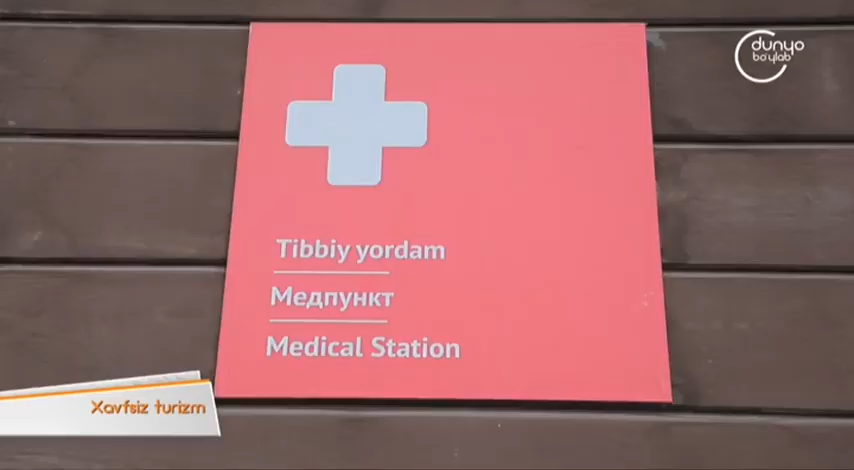 dunyo
bo'ylab
Tibbiy yordam
Медпункт
Medical Station
Xavfsiz turizm